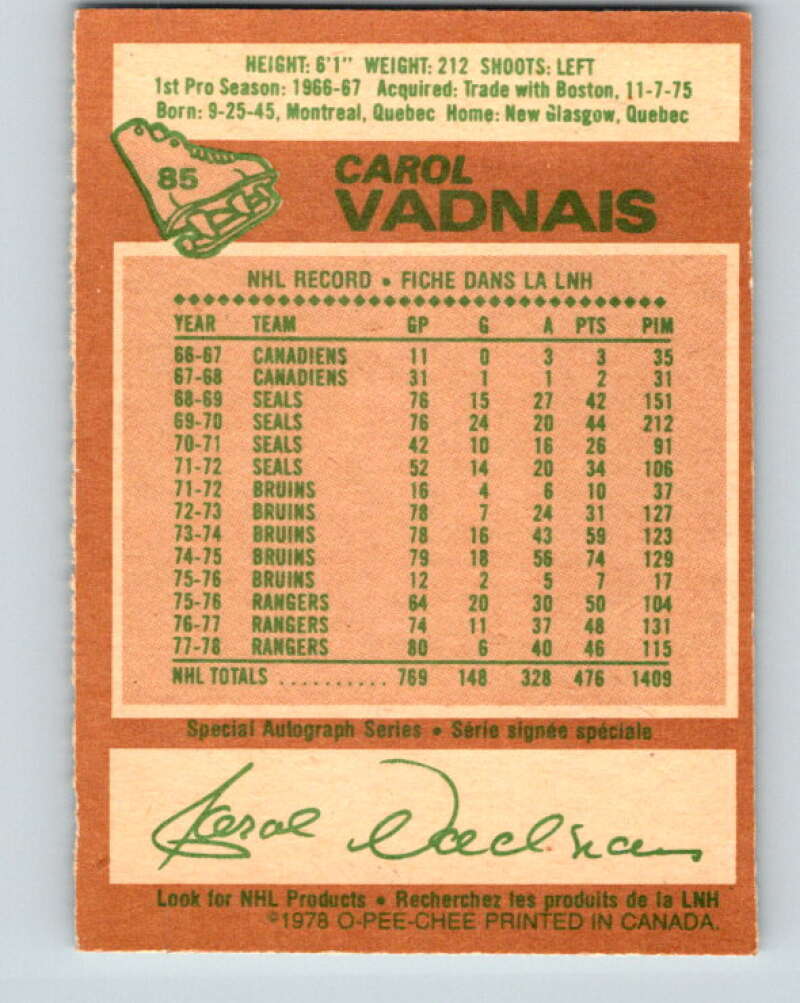 HEIGHT: 6'1" WEIGHT: 212 SHOOTS: LEFT
1st Pro Season: 1966-67 Acquired: Trade with Boston, 11-7-75
Born: 9-25-45, Montreal, Quebec Home: New Glasgow, Quebec
85
CAROL
VADNAIS
NHL RECORD • FICHE DANS LA LNH
YEAR TEAM GP G A PTS PIM
66-67 CANADIENS 11 0 3 3 35
67-68 CANADIENS 31 1 1 2 31
68-69 SEALS 76 15 27 42 151
69-70 SEALS 76 24 20 44 212
70-71 SEALS 42 10 16 26 91
71-72 SEALS 52 14 20 34 106
71-72 BRUINS 16 4 6 10 37
72-73 BRUINS 78 7 24 31 127
73-74 BRUINS 78 16 43 59 123
74-75 BRUINS 79 18 56 74 129
75-76 BRUINS 12 2 5 7 17
75-76 RANGERS 64 20 30 50 104
76-77 RANGERS 74 11 37 48 131
77-78 RANGERS 80 6 40 46 115
NHL TOTALS .......... 769 148 328 476 1409
Special Autograph Series • Série signée spéciale
Carol Vadnais
Look for NHL Products • Recherchez les produits de la LNH
©1978 O-PEE-CHEE PRINTED IN CANADA.